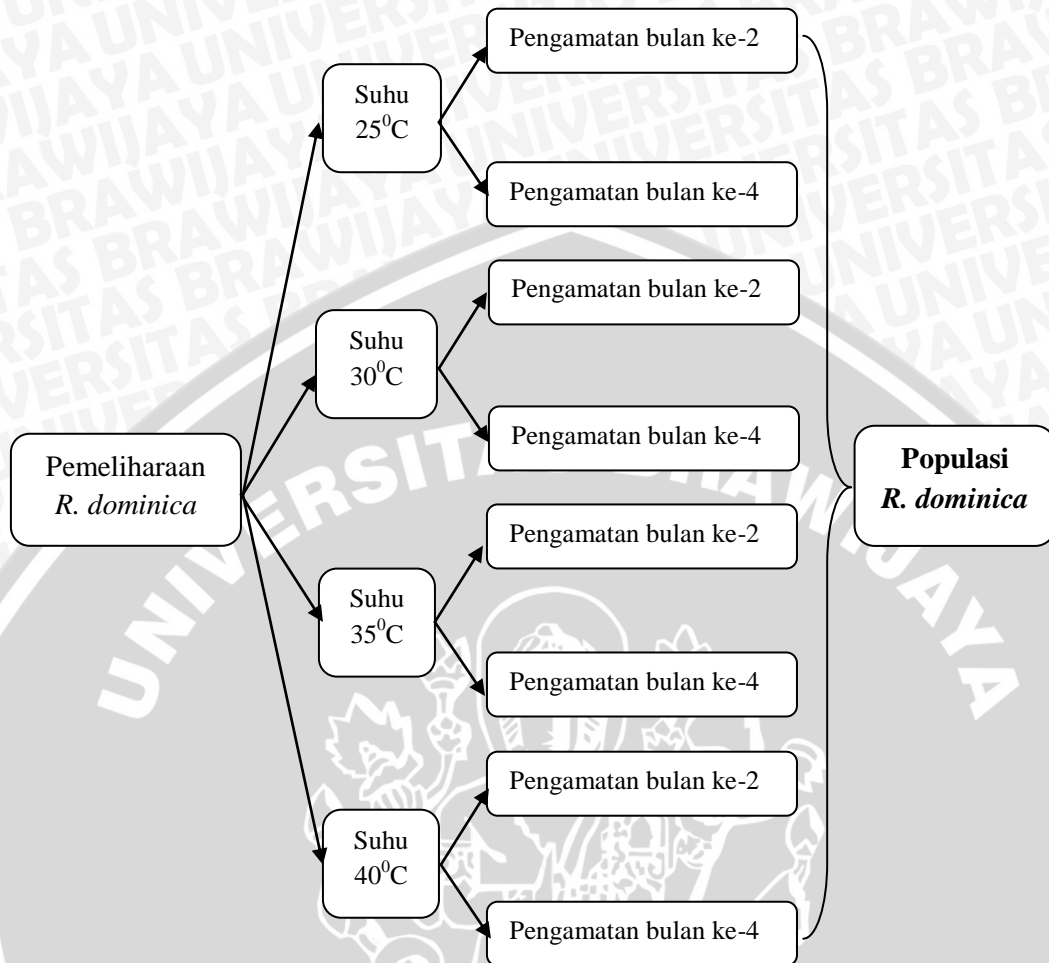 Pengamatan bulan ke-2
Suhu
25⁰C
Pengamatan bulan ke-4
Pengamatan bulan ke-2
Suhu
30⁰C
Pengamatan bulan ke-4
Pemeliharaan
R. dominica
Populasi
R. dominica
Pengamatan bulan ke-2
Suhu
35⁰C
Pengamatan bulan ke-4
Pengamatan bulan ke-2
Suhu
40⁰C
Pengamatan bulan ke-4
UNIVERSITAS BRAWIJAYA